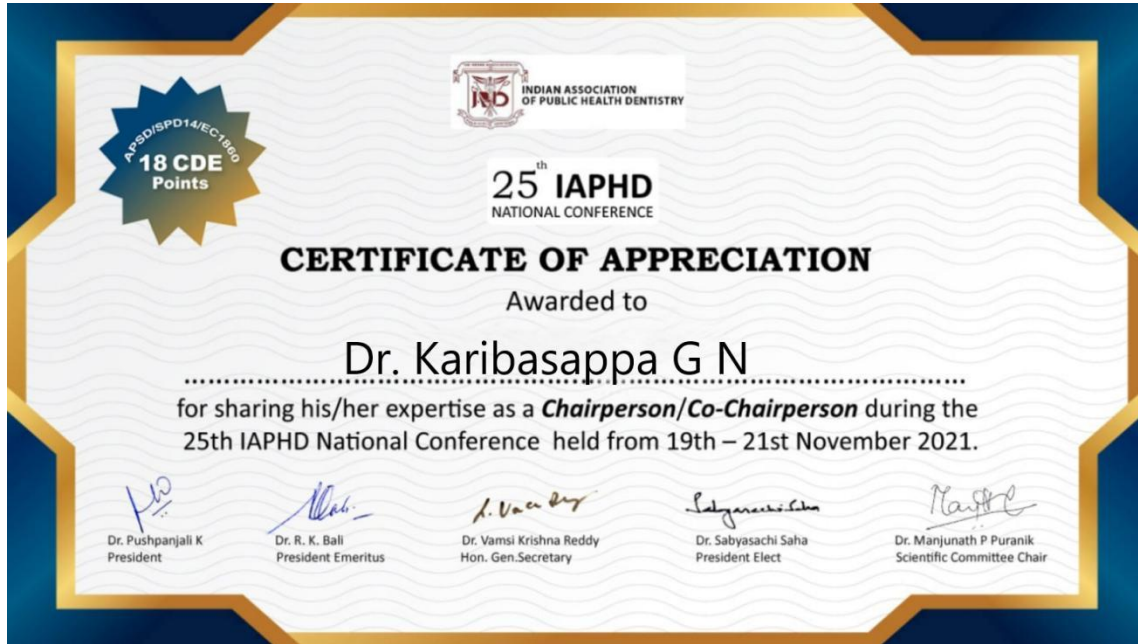 INDIAN ASSOCIATION
OF PUBLIC HEALTH DENTISTRY
APSD/SPD14/EC1860
18 CDE
Points
25th IAPHD
NATIONAL CONFERENCE
CERTIFICATE OF APPRECIATION
Awarded to
Dr. Karibasappa G N
for sharing his/her expertise as a Chairperson/Co-Chairperson during the
25th IAPHD National Conference held from 19th – 21st November 2021.
Dr. Pushpanjali K
President
Dr. R. K. Bali
President Emeritus
Dr. Vamsi Krishna Reddy
Hon. Gen.Secretary
Dr. Sabyasachi Saha
President Elect
Dr. Manjunath P Puranik
Scientific Committee Chair